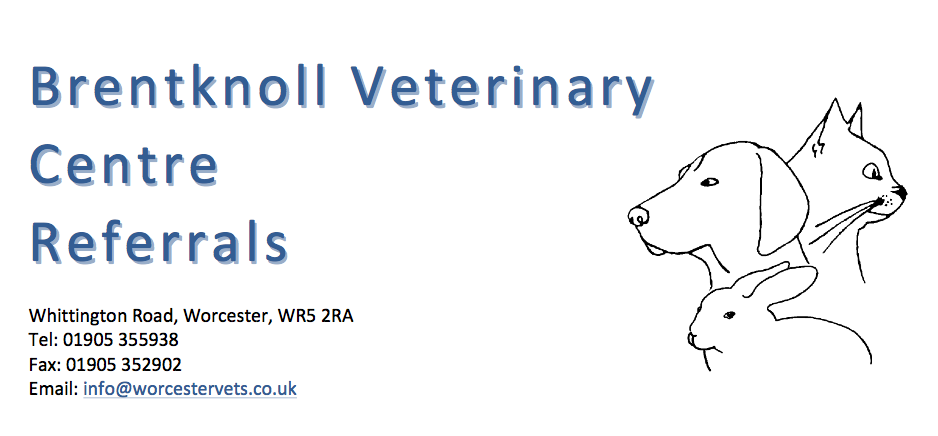 Brentknoll Veterinary
Centre
Referrals
Whittington Road, Worcester, WR5 2RA
Tel: 01905 355938
Fax: 01905 352902
Email: info@worcestervets.co.uk